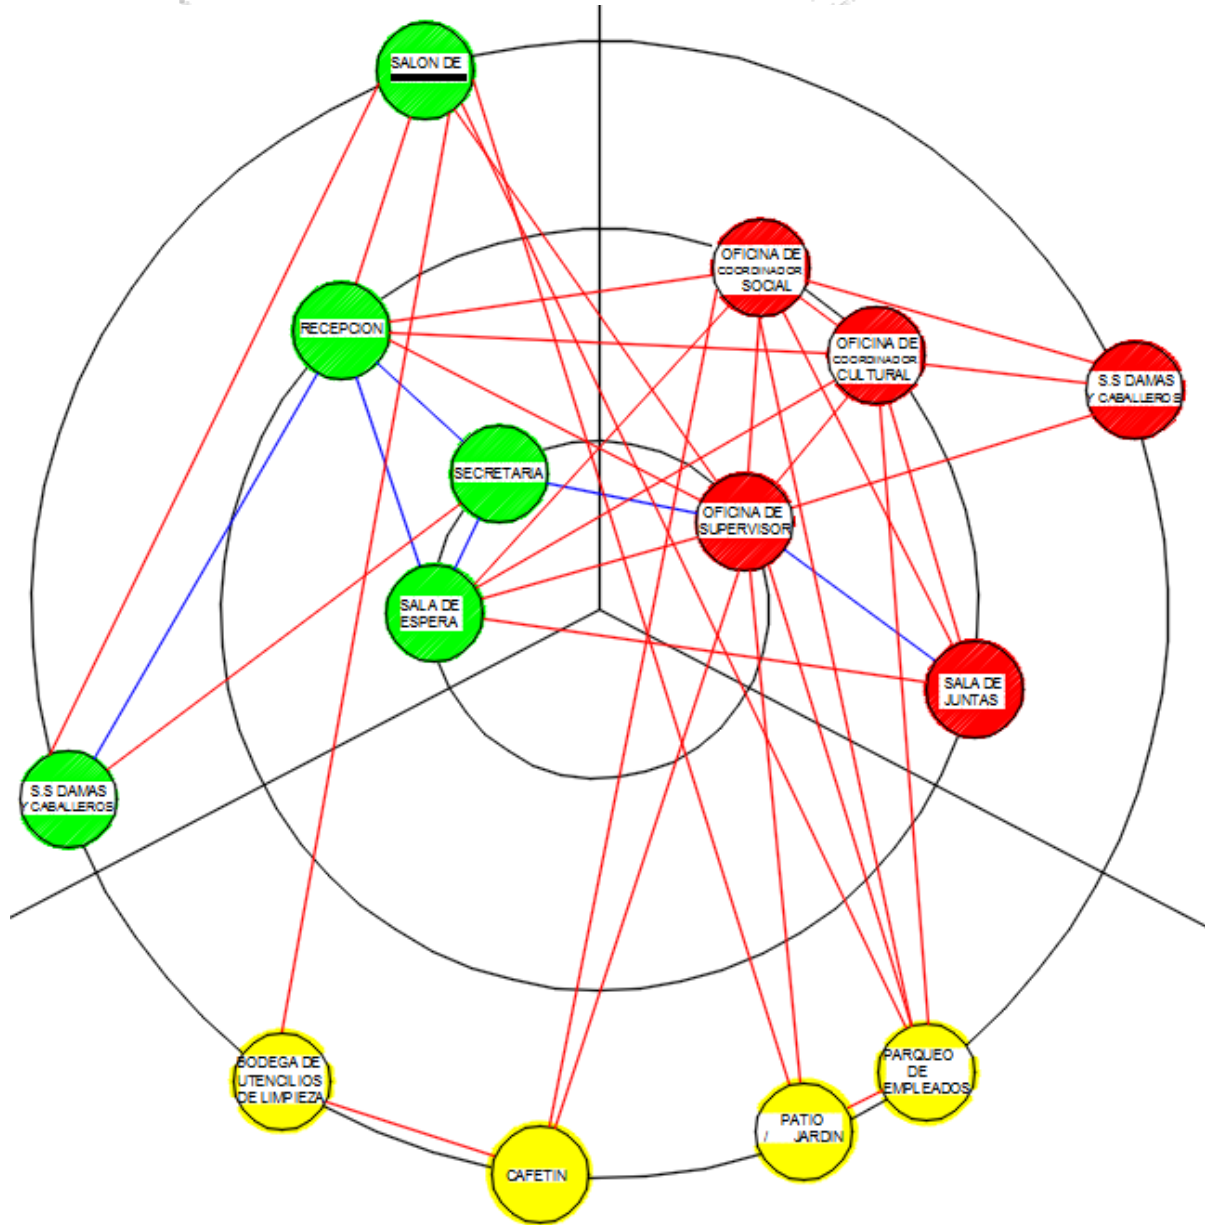 SALON DE
OFICINA DE
COORDINADOR
SOCIAL
RECEPCION
OFICINA DE
COORDINADOR
CULTURAL
S.S DAMAS
Y CABALLEROS
SECRETARIA
OFICINA DE
SUPERVISOR
SALA DE
ESPERA
SALA DE
JUNTAS
S.S DAMAS
Y CABALLEROS
BODEGA DE
UTENCILIOS
DE LIMPIEZA
PARQUEO
DE
EMPLEADOS
PATIO
/ JARDIN
CAFETIN